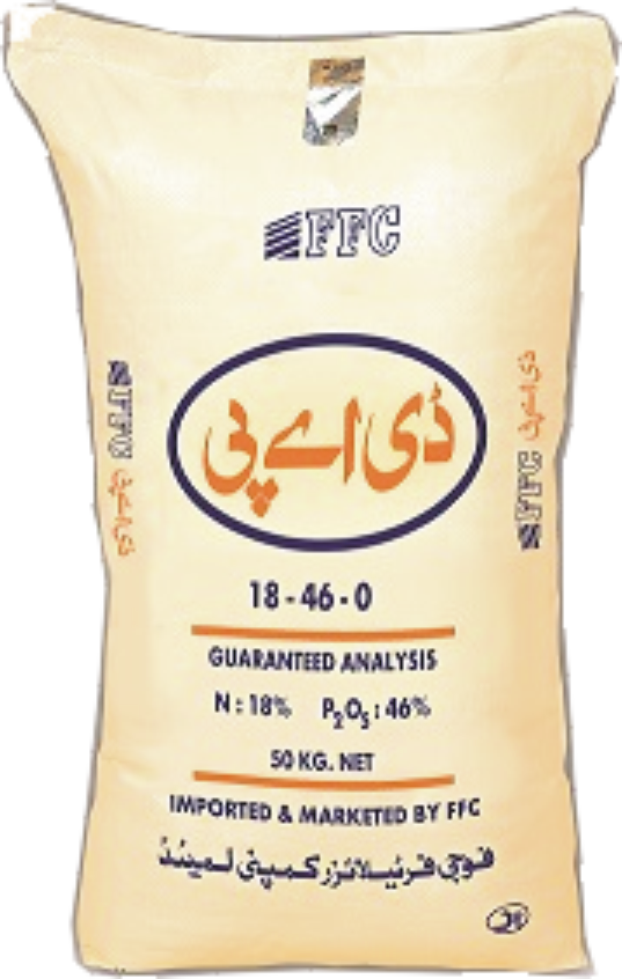 FFC
ڈی اے پی
FFC ڈی اے پی
FFC ڈی اے پی
18-46-0
GUARANTEED ANALYSIS
N : 18% P₂O₅ : 46%
50 KG. NET
IMPORTED & MARKETED BY FFC
فوجی فرٹیلائزر کمپنی لمیٹڈ